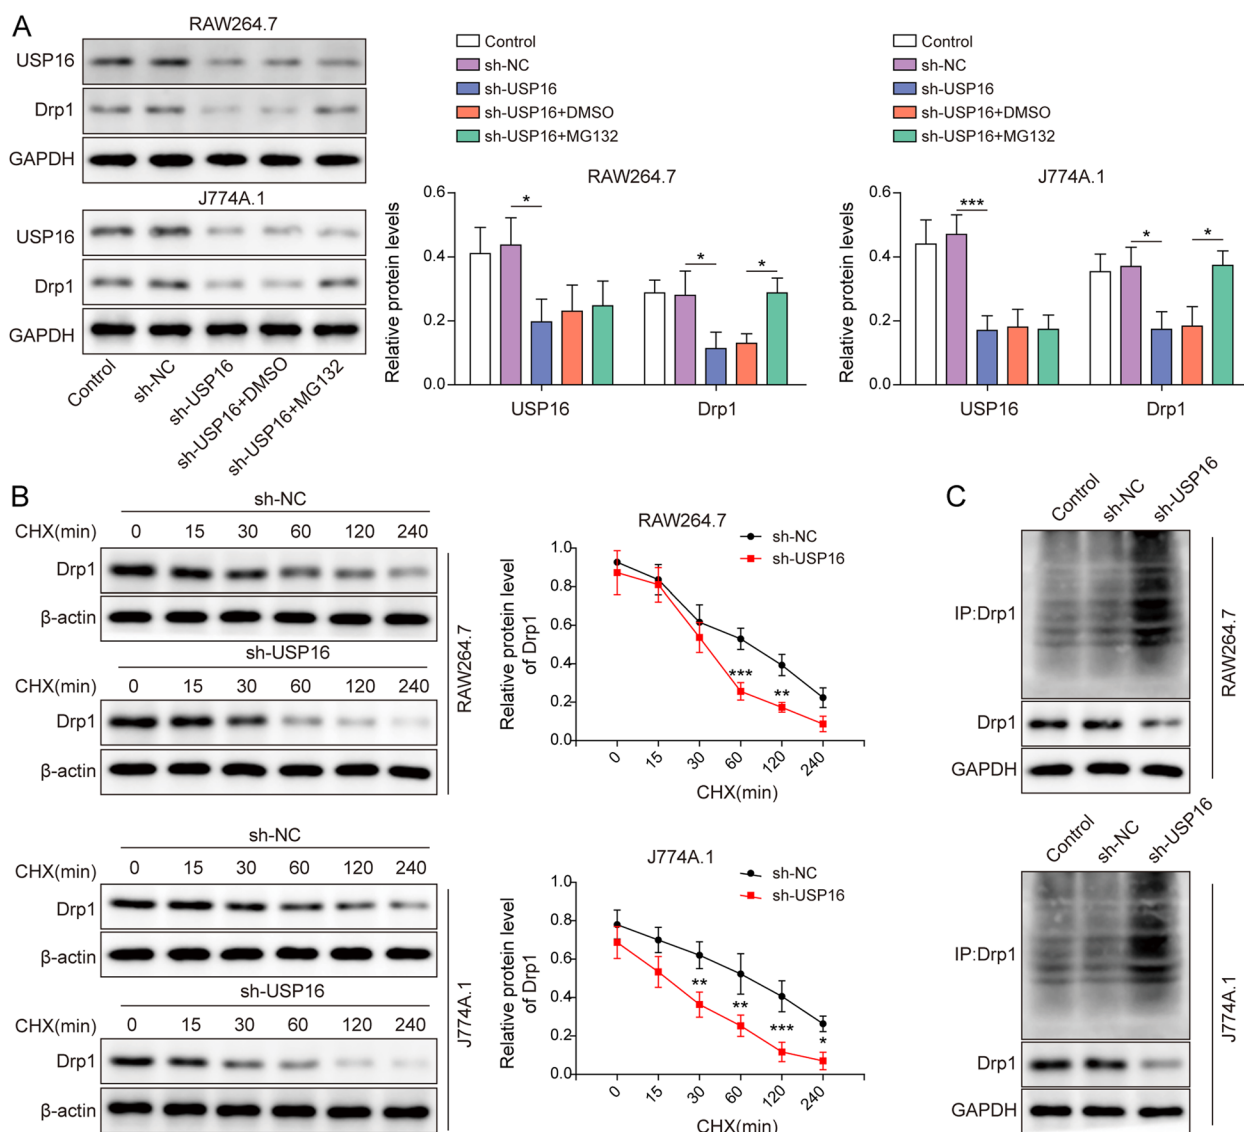 A
RAW264.7
USP16
Drp1
GAPDH
J774A.1
USP16
Drp1
GAPDH
Control
sh-NC
sh-USP16
sh-USP16+DMSO
sh-USP16+MG132
Control
sh-NC
sh-USP16
sh-USP16+DMSO
sh-USP16+MG132
RAW264.7
Relative protein levels
0.6
0.4
0.2
0.0
*
*
*
USP16
Drp1
Control
sh-NC
sh-USP16
sh-USP16+DMSO
sh-USP16+MG132
J774A.1
Relative protein levels
0.6
0.4
0.2
0.0
***
*
*
USP16
Drp1
B
sh-NC
CHX(min) 0 15 30 60 120 240
Drp1
β-actin
sh-USP16
0 15 30 60 120 240
Drp1
β-actin
RAW264.7
RAW264.7
sh-NC
sh-USP16
Relative protein level
of Drp1
1.0
0.8
0.6
0.4
0.2
0.0
***
**
0 15 30 60 120 240
CHX(min)
sh-NC
CHX(min) 0 15 30 60 120 240
Drp1
β-actin
sh-USP16
CHX(min) 0 15 30 60 120 240
Drp1
β-actin
J774A.1
J774A.1
sh-NC
sh-USP16
Relative protein level
of Drp1
1.0
0.8
0.6
0.4
0.2
0.0
**
**
***
*
0 15 30 60 120 240
CHX(min)
C
Control
sh-NC
sh-USP16
IP:Drp1
Drp1
GAPDH
RAW264.7
Control
sh-NC
sh-USP16
IP:Drp1
Drp1
GAPDH
J774A.1